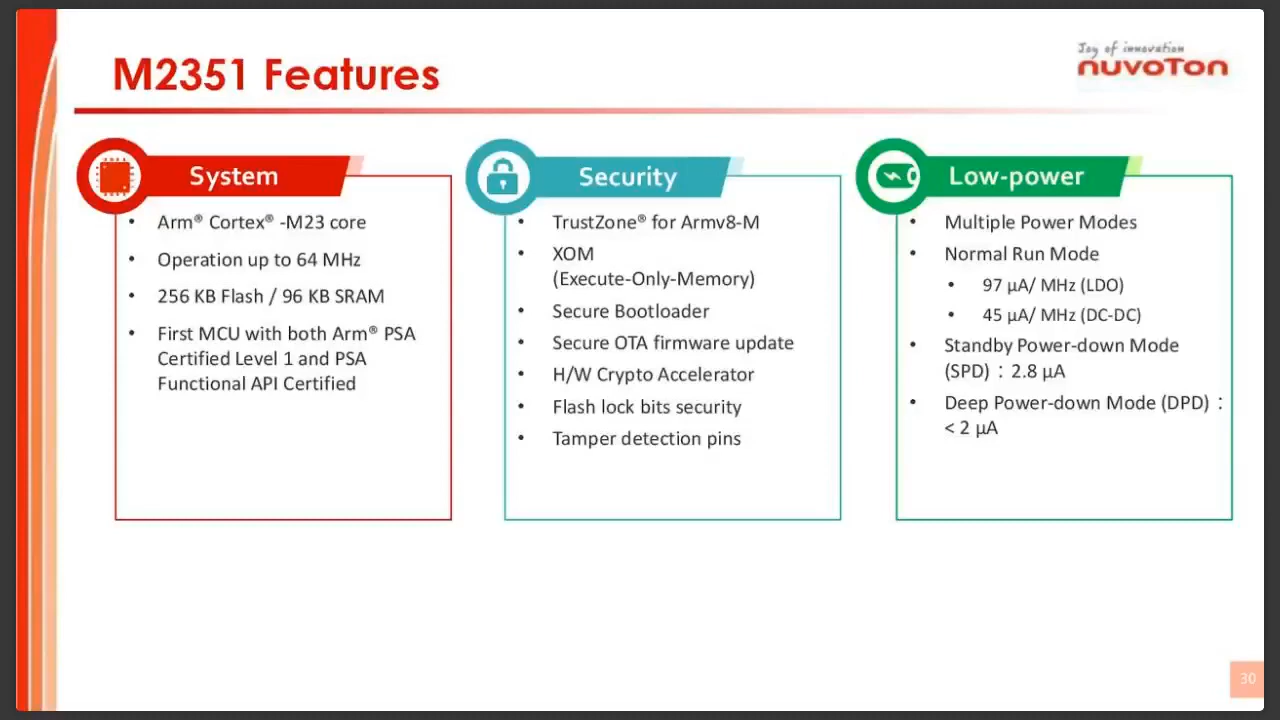 M2351 Features
Joy of innovation
nuvoTon
System
• Arm® Cortex® -M23 core
• Operation up to 64 MHz
• 256 KB Flash / 96 KB SRAM
• First MCU with both Arm® PSA
Certified Level 1 and PSA
Functional API Certified
Security
• TrustZone® for Armv8-M
• XOM
(Execute-Only-Memory)
• Secure Bootloader
• Secure OTA firmware update
• H/W Crypto Accelerator
• Flash lock bits security
• Tamper detection pins
Low-power
• Multiple Power Modes
• Normal Run Mode
• 97 µA/ MHz (LDO)
• 45 µA/ MHz (DC-DC)
• Standby Power-down Mode
(SPD)：2.8 µA
• Deep Power-down Mode (DPD)：
< 2 µA
30